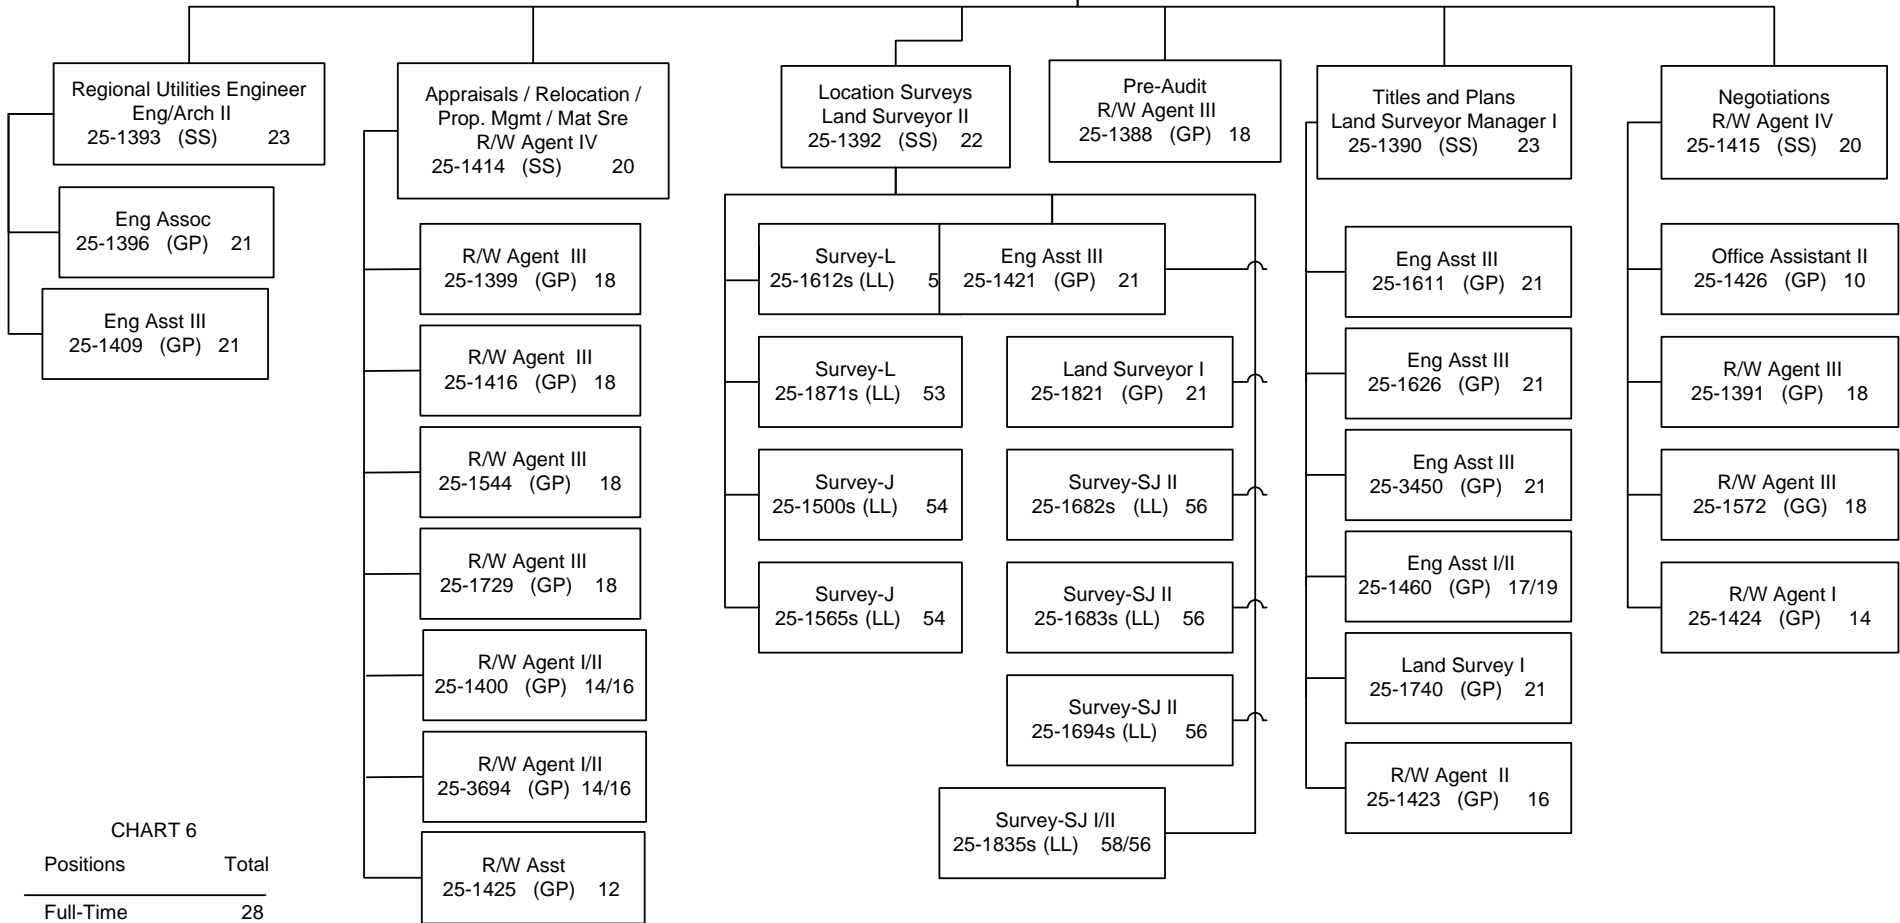 Regional Utilities Engineer
Eng/Arch II
25-1393 (SS) 23
Eng Assoc
25-1396 (GP) 21
Eng Asst III
25-1409 (GP) 21
Appraisals / Relocation /
Prop. Mgmt / Mat Sre
R/W Agent IV
25-1414 (SS) 20
R/W Agent III
25-1399 (GP) 18
R/W Agent III
25-1416 (GP) 18
R/W Agent III
25-1544 (GP) 18
R/W Agent III
25-1729 (GP) 18
R/W Agent I/II
25-1400 (GP) 14/16
R/W Agent I/II
25-3694 (GP) 14/16
R/W Asst
25-1425 (GP) 12
Location Surveys
Land Surveyor II
25-1392 (SS) 22
Survey-L
25-1612s (LL) 5
Survey-L
25-1871s (LL) 53
Survey-J
25-1500s (LL) 54
Survey-J
25-1565s (LL) 54
Eng Asst III
25-1421 (GP) 21
Land Surveyor I
25-1821 (GP) 21
Survey-SJ II
25-1682s (LL) 56
Survey-SJ II
25-1683s (LL) 56
Survey-SJ II
25-1694s (LL) 56
Survey-SJ I/II
25-1835s (LL) 58/56
Pre-Audit
R/W Agent III
25-1388 (GP) 18
Titles and Plans
Land Surveyor Manager I
25-1390 (SS) 23
Eng Asst III
25-1611 (GP) 21
Eng Asst III
25-1626 (GP) 21
Eng Asst III
25-3450 (GP) 21
Eng Asst I/II
25-1460 (GP) 17/19
Land Survey I
25-1740 (GP) 21
R/W Agent II
25-1423 (GP) 16
Negotiations
R/W Agent IV
25-1415 (SS) 20
Office Assistant II
25-1426 (GP) 10
R/W Agent III
25-1391 (GP) 18
R/W Agent III
25-1572 (GG) 18
R/W Agent I
25-1424 (GP) 14
CHART 6
Positions Total
Full-Time 28